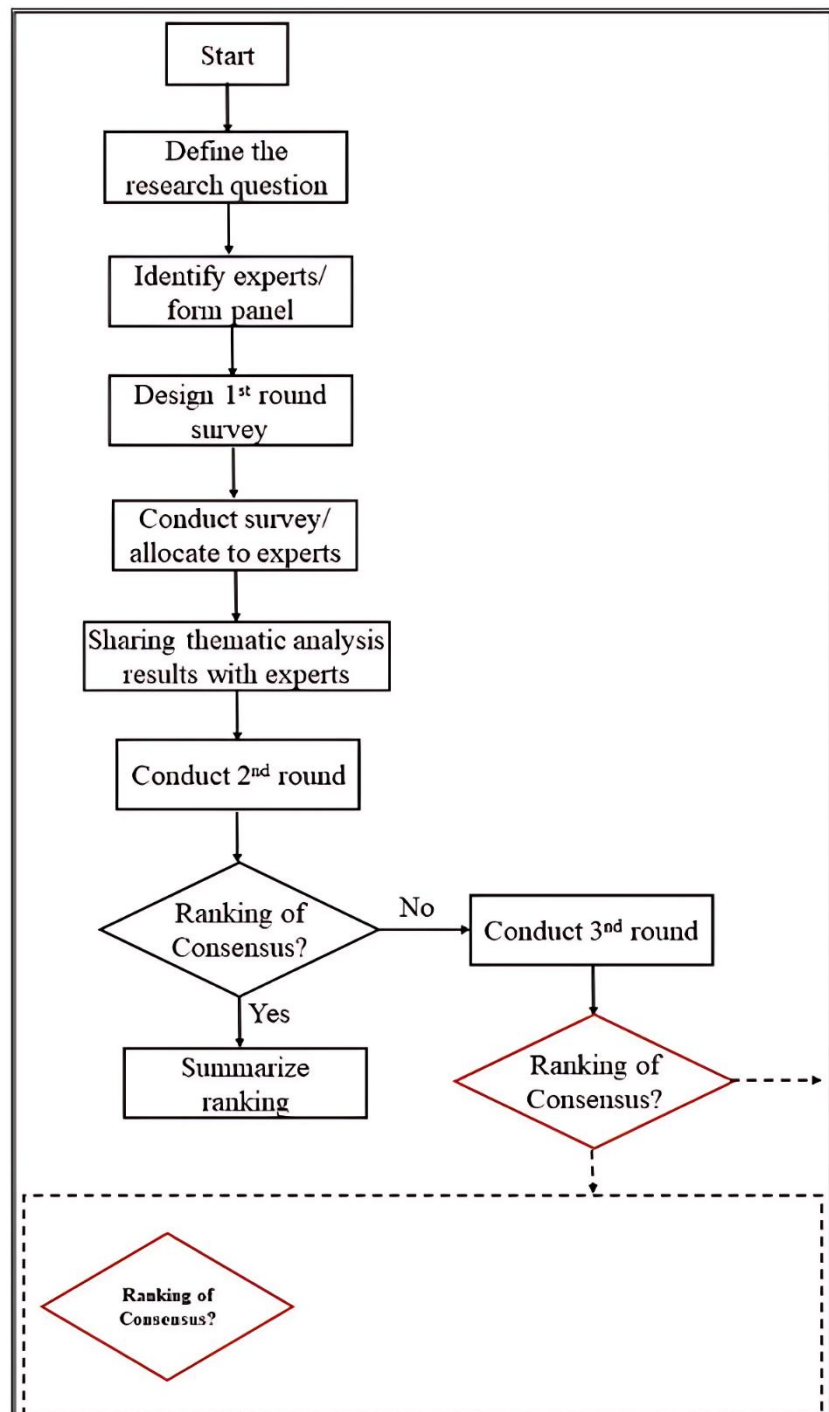 Start
Define the
research question
Identify experts/
form panel
Design 1st round
survey
Conduct survey/
allocate to experts
Sharing thematic analysis
results with experts
Conduct 2nd round
Ranking of
Consensus?
No
Conduct 3nd round
Yes
Summarize
ranking
Ranking of
Consensus?
Ranking of
Consensus?